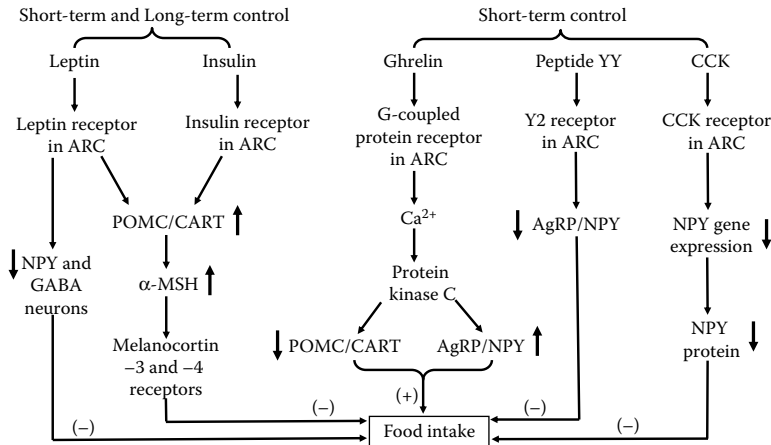 Short-term and Long-term control
Short-term control
Leptin
Insulin
Ghrelin
Peptide YY
CCK
Leptin receptor
in ARC
Insulin receptor
in ARC
G-coupled
protein receptor
in ARC
Y2 receptor
in ARC
CCK receptor
in ARC
POMC/CART
Ca²⁺
AgRP/NPY
NPY gene
expression
NPY and
GABA
neurons
α-MSH
Protein
kinase C
Melanocortin
–3 and –4
receptors
POMC/CART
AgRP/NPY
NPY
protein
(–)
(–)
(+)
(–)
(–)
Food intake